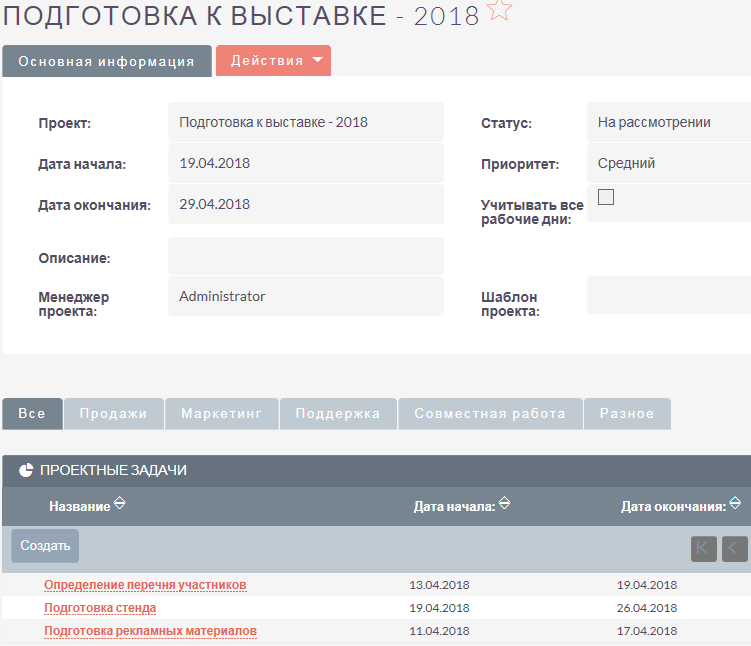 ПОДГОТОВКА К ВЫСТАВКЕ - 2018
Основная информация Действия
Проект: Подготовка к выставке - 2018 Статус: На рассмотрении
Дата начала: 19.04.2018 Приоритет: Средний
Дата окончания: 29.04.2018 Учитывать все
рабочие дни:
Описание:
Менеджер Administrator Шаблон
проекта: проекта:
Все Продажи Маркетинг Поддержка Совместная работа Разное
ПРОЕКТНЫЕ ЗАДАЧИ
Название Дата начала: Дата окончания:
Создать
Определение перечня участников 13.04.2018 19.04.2018
Подготовка стенда 19.04.2018 26.04.2018
Подготовка рекламных материалов 11.04.2018 17.04.2018